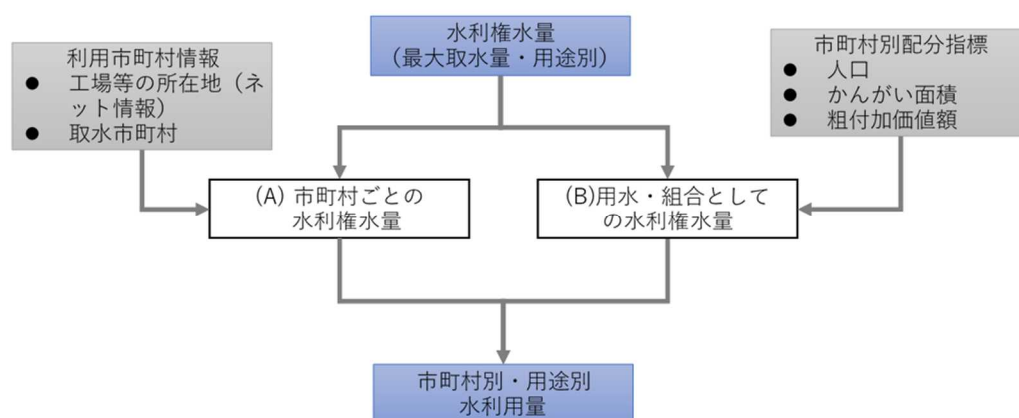 水利権水量
(最大取水量・用途別)
利用市町村情報
● 工場等の所在地（ネ
ット情報）
● 取水市町村
市町村別配分指標
● 人口
● かんがい面積
● 粗付加価値額
(A) 市町村ごとの
水利権水量
(B)用水・組合として
の水利権水量
市町村別・用途別
水利用量